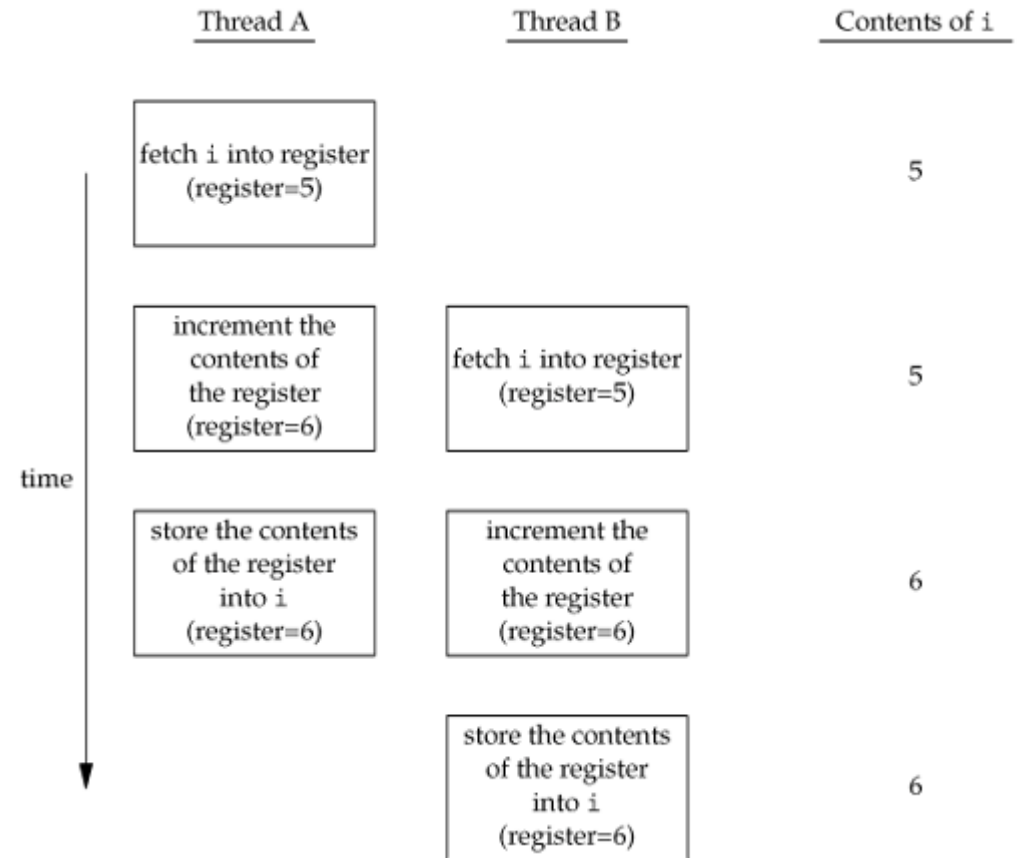 Thread A
Thread B
Contents of i
fetch i into register
(register=5)
5
increment the
contents of
the register
(register=6)
fetch i into register
(register=5)
5
time
store the contents
of the register
into i
(register=6)
increment the
contents of
the register
(register=6)
6
store the contents
of the register
into i
(register=6)
6